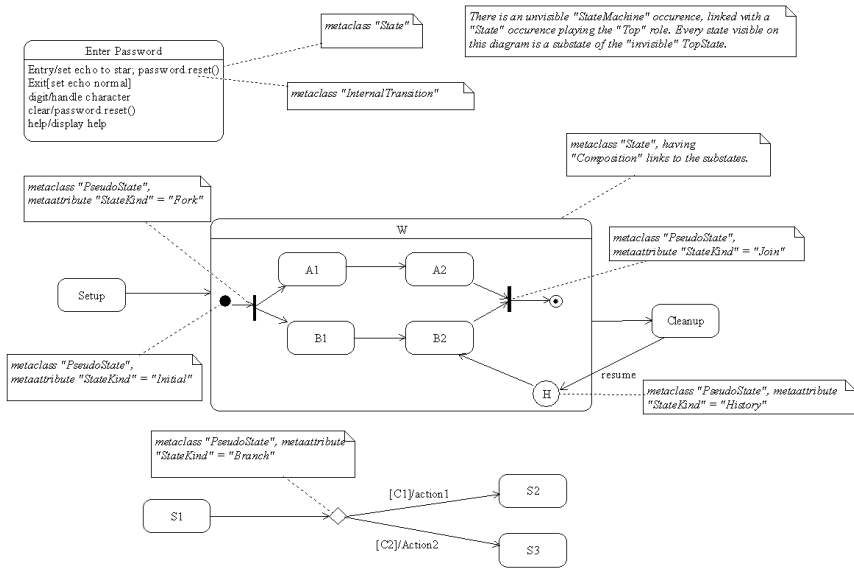 metaclass "State"
There is an unvisible "StateMachine" occurence, linked with a
"State" occurence playing the "Top" role. Every state visible on
this diagram is a substate of the "invisible" TopState.
Enter Password
Entry/set echo to star; password.reset()
Exit[set echo normal]
digit/handle character
clear/password.reset()
help/display help
metaclass "InternalTransition"
metaclass "State", having
"Composition" links to the substates.
metaclass "PseudoState",
metaattribute "StateKind" = "Fork"
W
metaclass "PseudoState",
metaattribute "StateKind" = "Join"
A1
A2
Setup
B1
B2
Cleanup
metaclass "PseudoState",
metaattribute "StateKind" = "Initial"
resume
H
metaclass "PseudoState", metaattribute
"StateKind" = "History"
metaclass "PseudoState", metaattribute
"StateKind" = "Branch"
[C1]/action1
S2
S1
[C2]/Action2
S3